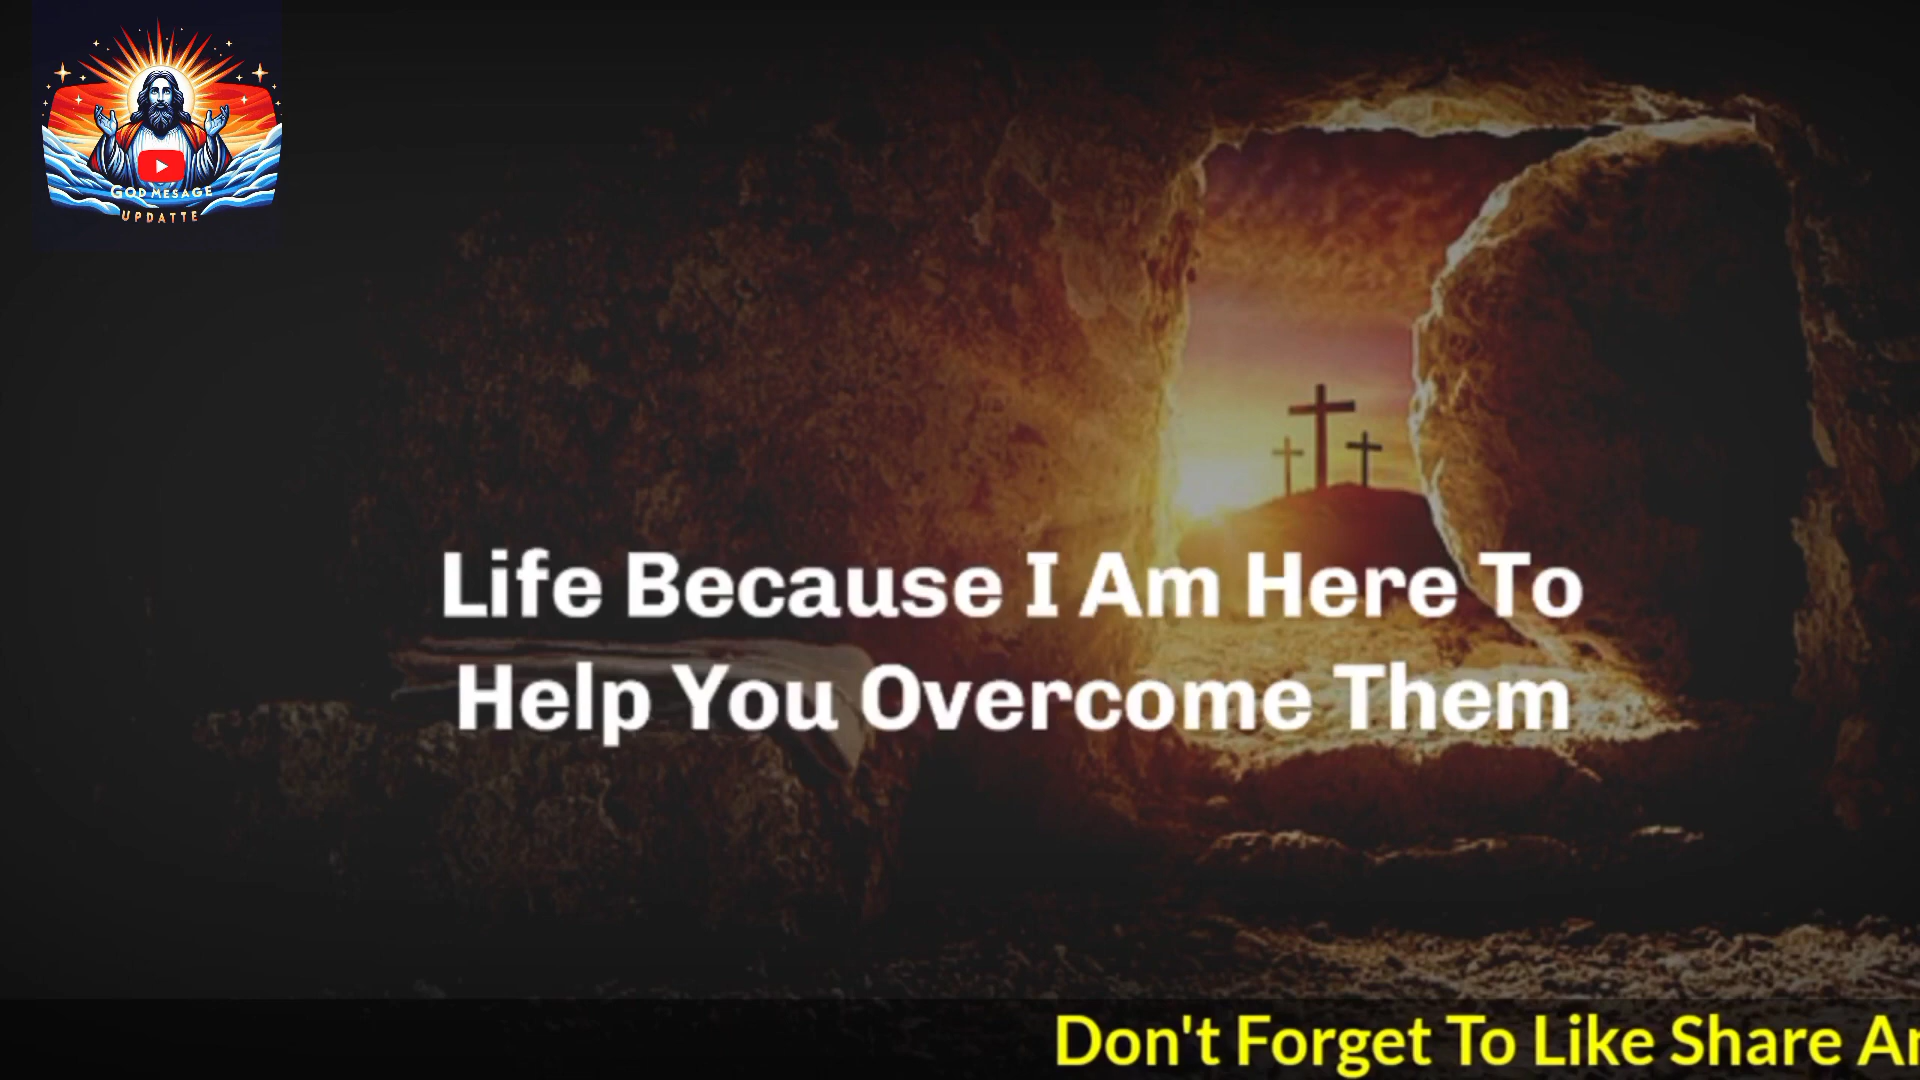 GOD MESAGE
UPDATTE
Life Because I Am Here To
Help You Overcome Them
Don't Forget To Like Share